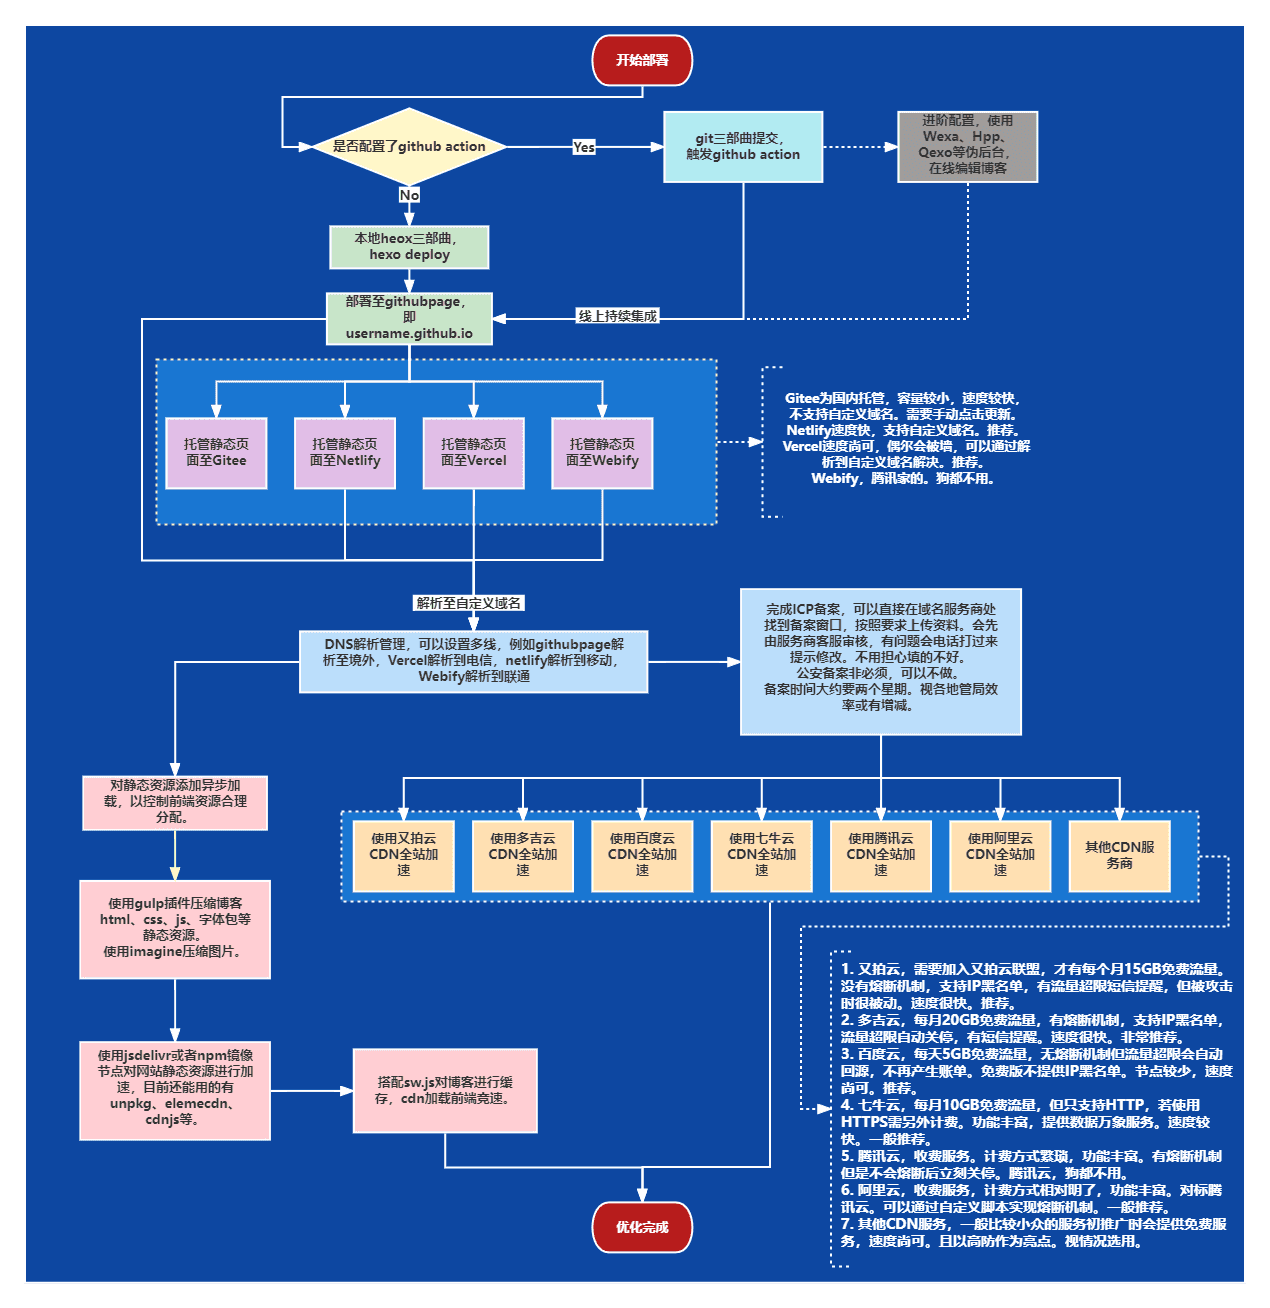 开始部署
是否配置了github action
Yes
git三部曲提交，
触发github action
进阶配置，使用
Wexa、Hpp、
Qexo等伪后台，
在线编辑博客
No
本地heox三部曲，
hexo deploy
部署至githubpage，
即
username.github.io
线上持续集成
托管静态页
面至Gitee
托管静态页
面至Netlify
托管静态页
面至Vercel
托管静态页
面至Webify
Gitee为国内托管，容量较小，速度较快，
不支持自定义域名。需要手动点击更新。
Netlify速度快，支持自定义域名。推荐。
Vercel速度尚可，偶尔会被墙，可以通过解
析到自定义域名解决。推荐。
Webify，腾讯家的。狗都不用。
解析至自定义域名
DNS解析管理，可以设置多线，例如githubpage解
析至境外，Vercel解析到电信，netlify解析到移动，
Webify解析到联通
完成ICP备案，可以直接在域名服务商处
找到备案窗口，按照要求上传资料。会先
由服务商客服审核，有问题会电话打过来
提示修改。不用担心填的不好。
公安备案非必须，可以不做。
备案时间大约要两个星期。视各地管局效
率或有增减。
对静态资源添加异步加
载，以控制前端资源合理
分配。
使用又拍云
CDN全站加
速
使用多吉云
CDN全站加
速
使用百度云
CDN全站加
速
使用七牛云
CDN全站加
速
使用腾讯云
CDN全站加
速
使用阿里云
CDN全站加
速
其他CDN服
务商
使用gulp插件压缩博客
html、css、js、字体包等
静态资源。
使用imagine压缩图片。
使用jsdelivr或者npm镜像
节点对网站静态资源进行加
速，目前还能用的有
unpkg、elemecdn、
cdnjs等。
搭配sw.js对博客进行缓
存，cdn加载前端竞速。
1. 又拍云，需要加入又拍云联盟，才有每个月15GB免费流量。
没有熔断机制，支持IP黑名单，有流量超限短信提醒，但被攻击
时很被动。速度很快。推荐。
2. 多吉云，每月20GB免费流量，有熔断机制，支持IP黑名单，
流量超限自动关停，有短信提醒。速度很快。非常推荐。
3. 百度云，每天5GB免费流量，无熔断机制但流量超限会自动
回源，不再产生账单。免费版不提供IP黑名单。节点较少，速度
尚可。推荐。
4. 七牛云，每月10GB免费流量，但只支持HTTP，若使用
HTTPS需另外计费。功能丰富，提供数据万象服务。速度较
快。一般推荐。
5. 腾讯云，收费服务。计费方式繁琐，功能丰富。有熔断机制
但是不会熔断后立刻关停。腾讯云，狗都不用。
6. 阿里云，收费服务，计费方式相对明了，功能丰富。对标腾
讯云。可以通过自定义脚本实现熔断机制。一般推荐。
7. 其他CDN服务，一般比较小众的服务初推广时会提供免费服
务，速度尚可。且以高防作为亮点。视情况选用。
优化完成